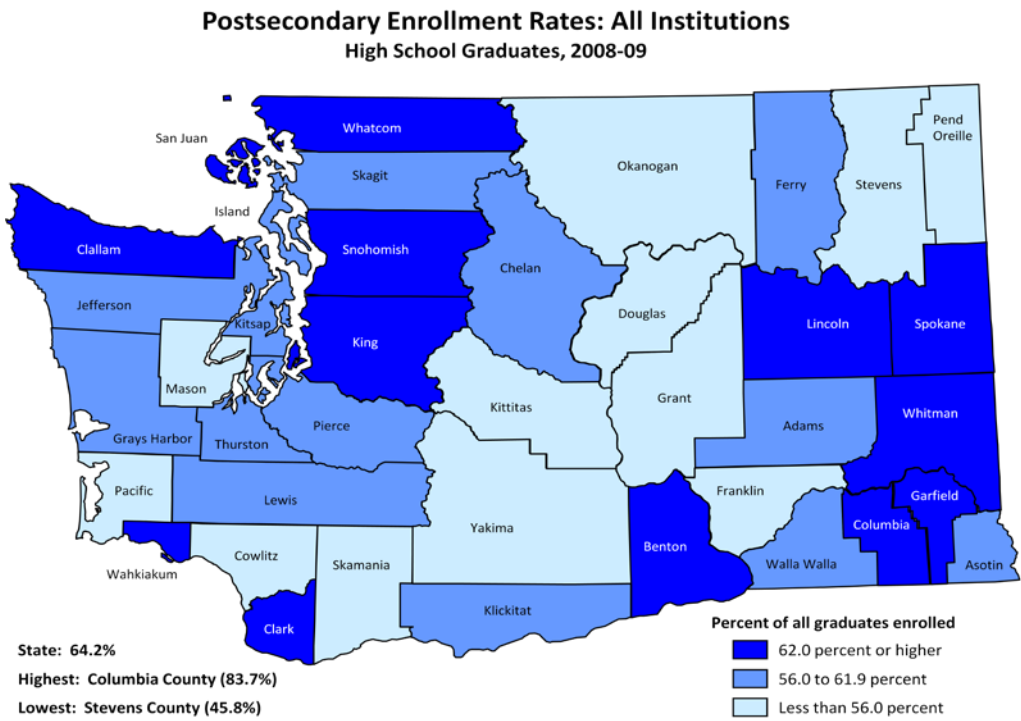 Postsecondary Enrollment Rates: All Institutions
High School Graduates, 2008-09
Whatcom
San Juan
Pend
Oreille
Okanogan
Skagit
Ferry
Stevens
Island
Clallam
Snohomish
Chelan
Jefferson
Douglas
Kitsap
Lincoln
Spokane
King
Mason
Grant
Kittitas
Whitman
Pierce
Adams
Grays Harbor
Thurston
Pacific
Franklin
Garfield
Lewis
Yakima
Columbia
Benton
Cowlitz
Skamania
Walla Walla
Asotin
Wahkiakum
Klickitat
Clark
State: 64.2%
Highest: Columbia County (83.7%)
Lowest: Stevens County (45.8%)
Percent of all graduates enrolled
62.0 percent or higher
56.0 to 61.9 percent
Less than 56.0 percent